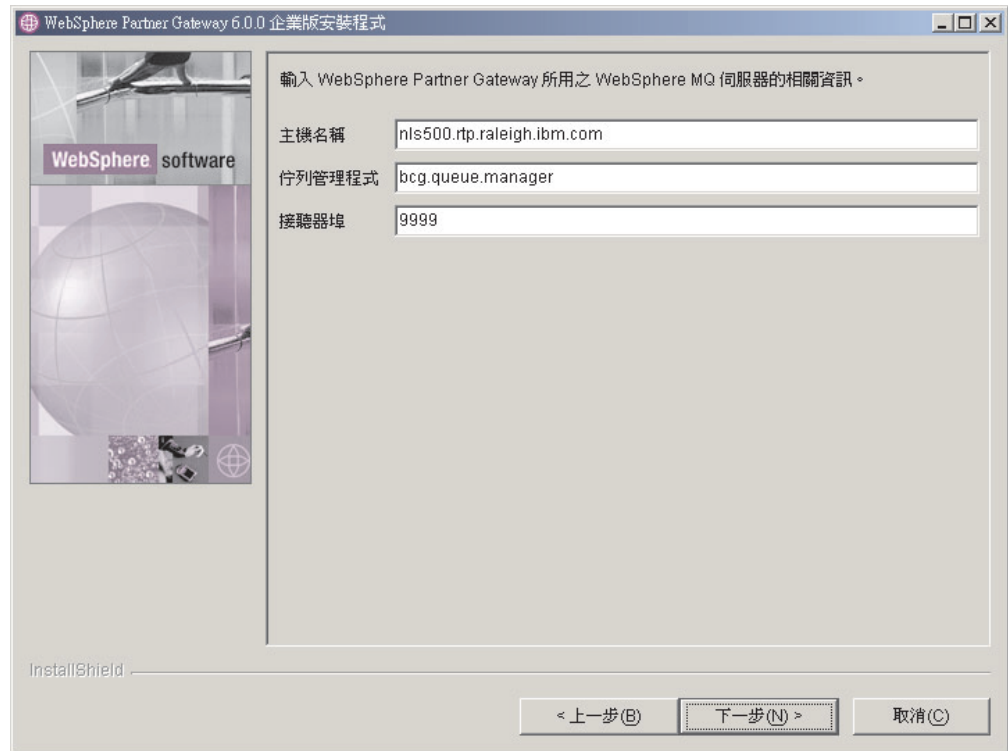 WebSphere Partner Gateway 6.0.0 企業版安裝程式
WebSphere software
輸入 WebSphere Partner Gateway 所用之 WebSphere MQ 伺服器的相關資訊。
主機名稱 nls500.rtp.raleigh.ibm.com
佇列管理程式 bcg.queue.manager
接聽器埠 9999
InstallShield
<上一步(B) 下一步(N) > 取消(C)